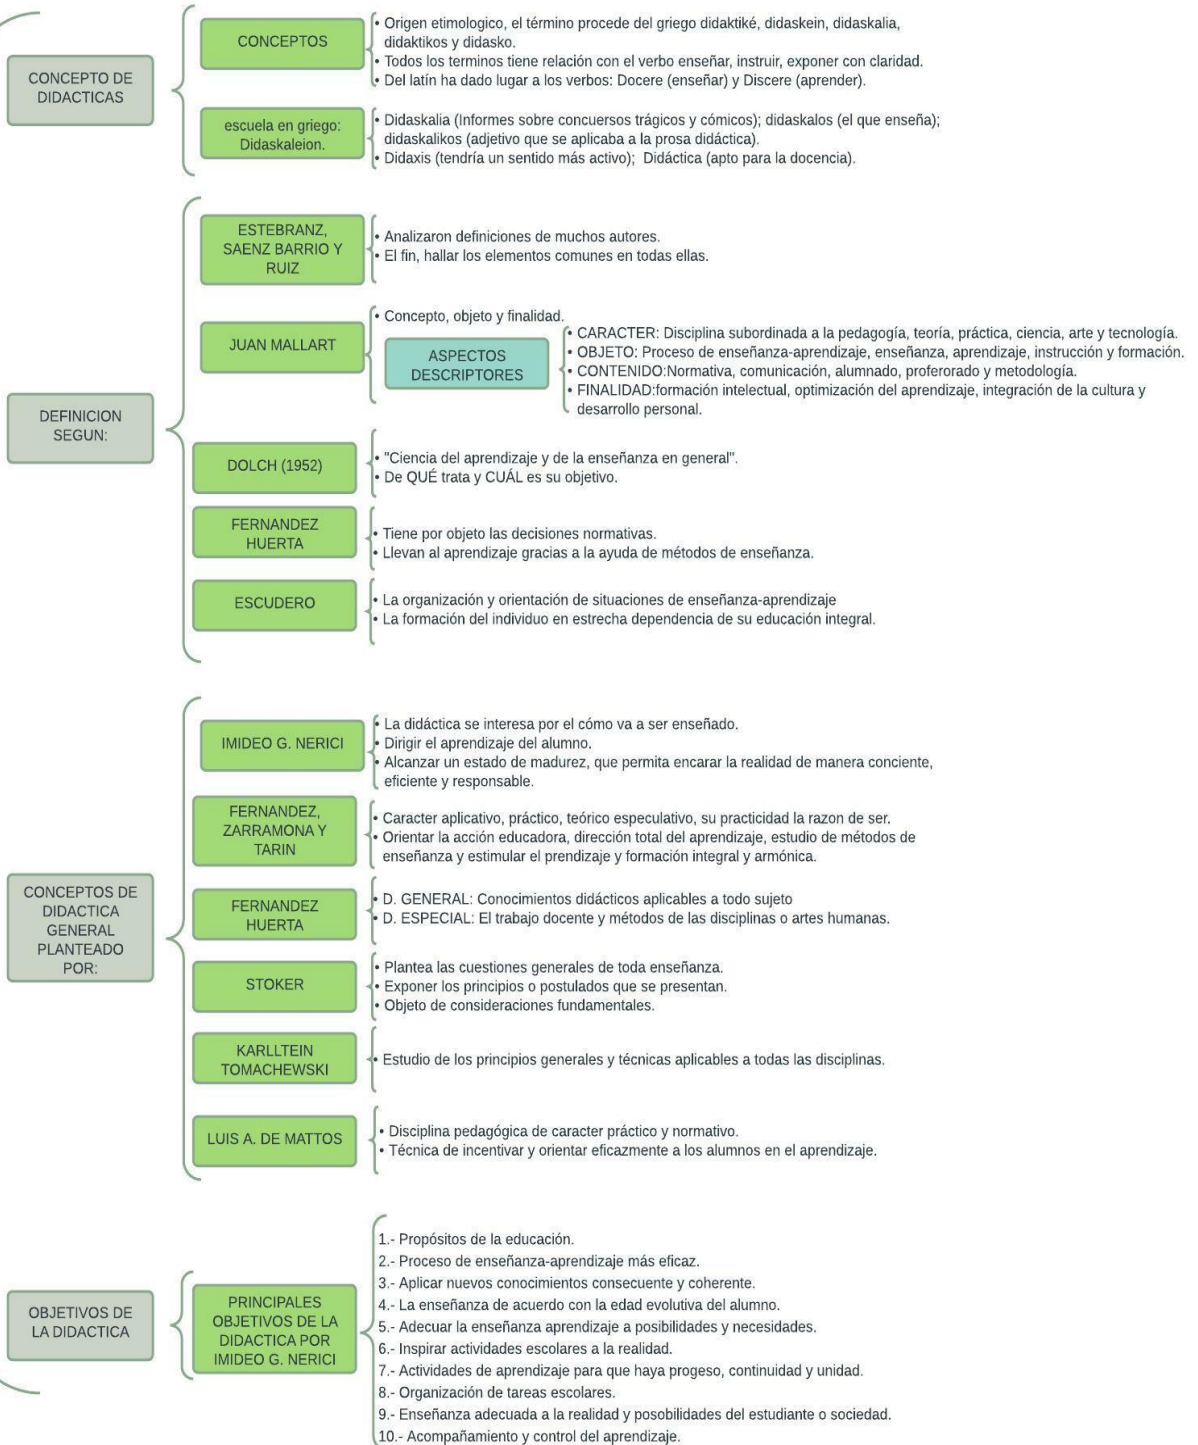 CONCEPTO DE
DIDACTICAS
CONCEPTOS
• Origen etimologico, el término procede del griego didaktiké, didaskein, didaskalia,
didaktikos y didasko.
• Todos los terminos tiene relación con el verbo enseñar, instruir, exponer con claridad.
• Del latín ha dado lugar a los verbos: Docere (enseñar) y Discere (aprender).
escuela en griego:
Didaskaleion.
• Didaskalia (Informes sobre concuersos trágicos y cómicos); didaskalos (el que enseña);
didaskalikos (adjetivo que se aplicaba a la prosa didáctica).
• Didaxis (tendría un sentido más activo); Didáctica (apto para la docencia).
DEFINICION
SEGUN:
ESTEBRANZ,
SAENZ BARRIO Y
RUIZ
• Analizaron definiciones de muchos autores.
• El fin, hallar los elementos comunes en todas ellas.
JUAN MALLART
• Concepto, objeto y finalidad.
ASPECTOS
DESCRIPTORES
• CARACTER: Disciplina subordinada a la pedagogía, teoría, práctica, ciencia, arte y tecnología.
• OBJETO: Proceso de enseñanza-aprendizaje, enseñanza, aprendizaje, instrucción y formación.
• CONTENIDO:Normativa, comunicación, alumnado, proferorado y metodología.
• FINALIDAD:formación intelectual, optimización del aprendizaje, integración de la cultura y
desarrollo personal.
DOLCH (1952)
• "Ciencia del aprendizaje y de la enseñanza en general".
• De QUÉ trata y CUÁL es su objetivo.
FERNANDEZ
HUERTA
• Tiene por objeto las decisiones normativas.
• Llevan al aprendizaje gracias a la ayuda de métodos de enseñanza.
ESCUDERO
• La organización y orientación de situaciones de enseñanza-aprendizaje
• La formación del individuo en estrecha dependencia de su educación integral.
CONCEPTOS DE
DIDACTICA
GENERAL
PLANTEADO
POR:
IMIDEO G. NERICI
• La didáctica se interesa por el cómo va a ser enseñado.
• Dirigir el aprendizaje del alumno.
• Alcanzar un estado de madurez, que permita encarar la realidad de manera conciente,
eficiente y responsable.
FERNANDEZ,
ZARRAMONA Y
TARIN
• Caracter aplicativo, práctico, teórico especulativo, su practicidad la razon de ser.
• Orientar la acción educadora, dirección total del aprendizaje, estudio de métodos de
enseñanza y estimular el prendizaje y formación integral y armónica.
FERNANDEZ
HUERTA
• D. GENERAL: Conocimientos didácticos aplicables a todo sujeto
• D. ESPECIAL: El trabajo docente y métodos de las disciplinas o artes humanas.
STOKER
• Plantea las cuestiones generales de toda enseñanza.
• Exponer los principios o postulados que se presentan.
• Objeto de consideraciones fundamentales.
KARLLTEIN
TOMACHEWSKI
• Estudio de los principios generales y técnicas aplicables a todas las disciplinas.
LUIS A. DE MATTOS
• Disciplina pedagógica de caracter práctico y normativo.
• Técnica de incentivar y orientar eficazmente a los alumnos en el aprendizaje.
OBJETIVOS DE
LA DIDACTICA
PRINCIPALES
OBJETIVOS DE LA
DIDACTICA POR
IMIDEO G. NERICI
1.- Propósitos de la educación.
2.- Proceso de enseñanza-aprendizaje más eficaz.
3.- Aplicar nuevos conocimientos consecuente y coherente.
4.- La enseñanza de acuerdo con la edad evolutiva del alumno.
5.- Adecuar la enseñanza aprendizaje a posibilidades y necesidades.
6.- Inspirar actividades escolares a la realidad.
7.- Actividades de aprendizaje para que haya progeso, continuidad y unidad.
8.- Organización de tareas escolares.
9.- Enseñanza adecuada a la realidad y posobilidades del estudiante o sociedad.
10.- Acompañamiento y control del aprendizaje.